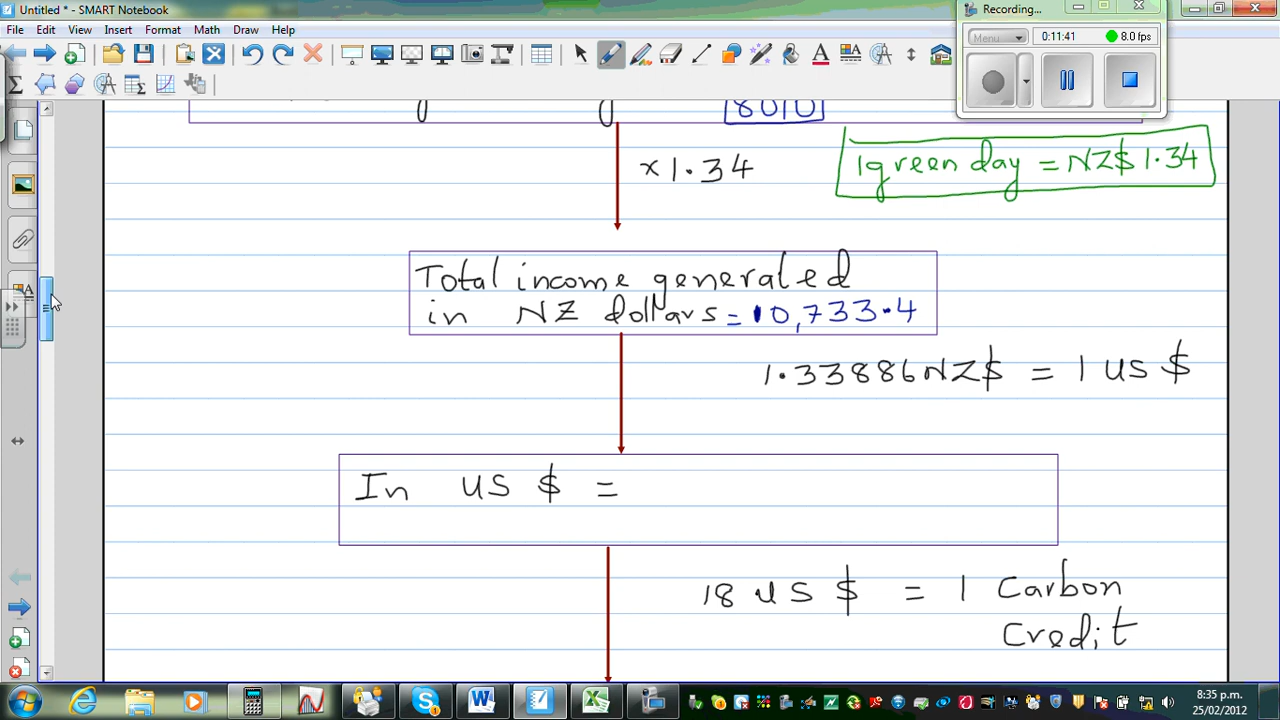 Untitled * - SMART Notebook
File Edit View Insert Format Math Draw Help
Recording...
Menu
0:11:41 8.0 fps
8010
× 1.34
1green day = NZ$ 1.34
Total income generated
in NZ dollars = 10,733.4
1.33886NZ$ = 1 US $
In US $ =
18 US $ = 1 Carbon
Credit
8:35 p.m.
25/02/2012